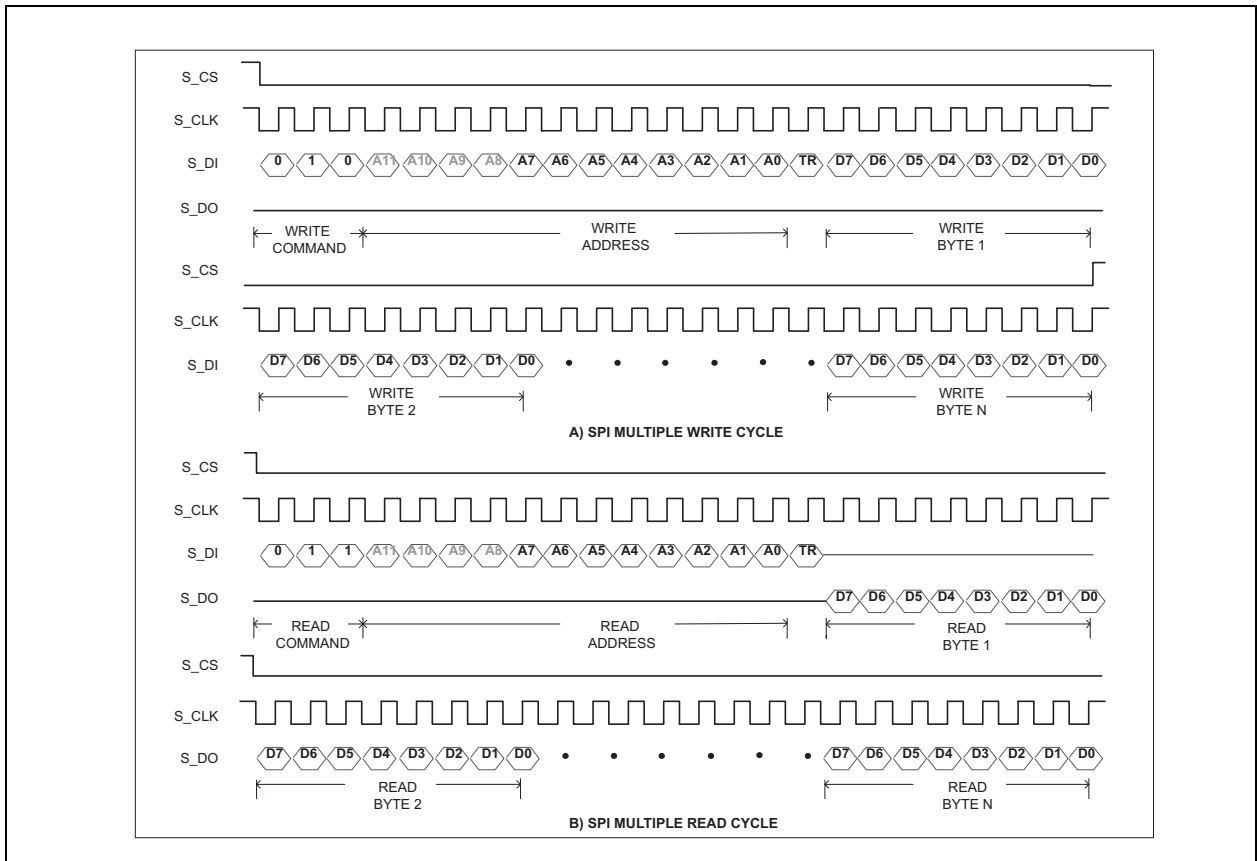 S_CS
S_CLK
S_DI 0 1 0 A11 A10 A9 A8 A7 A6 A5 A4 A3 A2 A1 A0 TR D7 D6 D5 D4 D3 D2 D1 D0
S_DO
WRITE COMMAND WRITE ADDRESS WRITE BYTE 1
S_CS
S_CLK
S_DI D7 D6 D5 D4 D3 D2 D1 D0 • • • • • • D7 D6 D5 D4 D3 D2 D1 D0
WRITE BYTE 2 WRITE BYTE N
A) SPI MULTIPLE WRITE CYCLE
S_CS
S_CLK
S_DI 0 1 1 A11 A10 A9 A8 A7 A6 A5 A4 A3 A2 A1 A0 TR
S_DO D7 D6 D5 D4 D3 D2 D1 D0
READ COMMAND READ ADDRESS READ BYTE 1
S_CS
S_CLK
S_DO D7 D6 D5 D4 D3 D2 D1 D0 • • • • • • D7 D6 D5 D4 D3 D2 D1 D0
READ BYTE 2 READ BYTE N
B) SPI MULTIPLE READ CYCLE